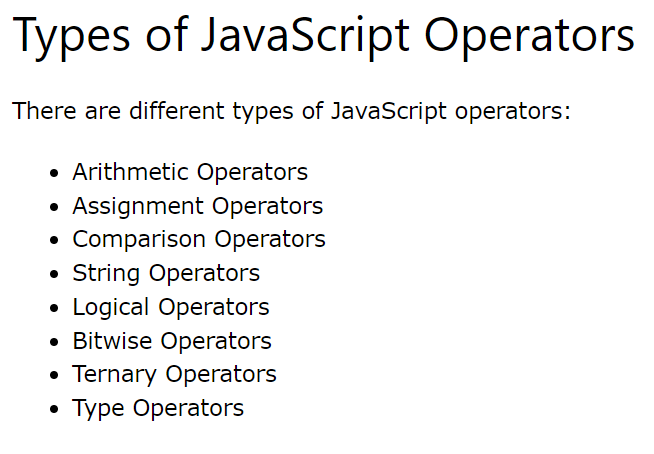 Types of JavaScript Operators
There are different types of JavaScript operators:
• Arithmetic Operators
• Assignment Operators
• Comparison Operators
• String Operators
• Logical Operators
• Bitwise Operators
• Ternary Operators
• Type Operators